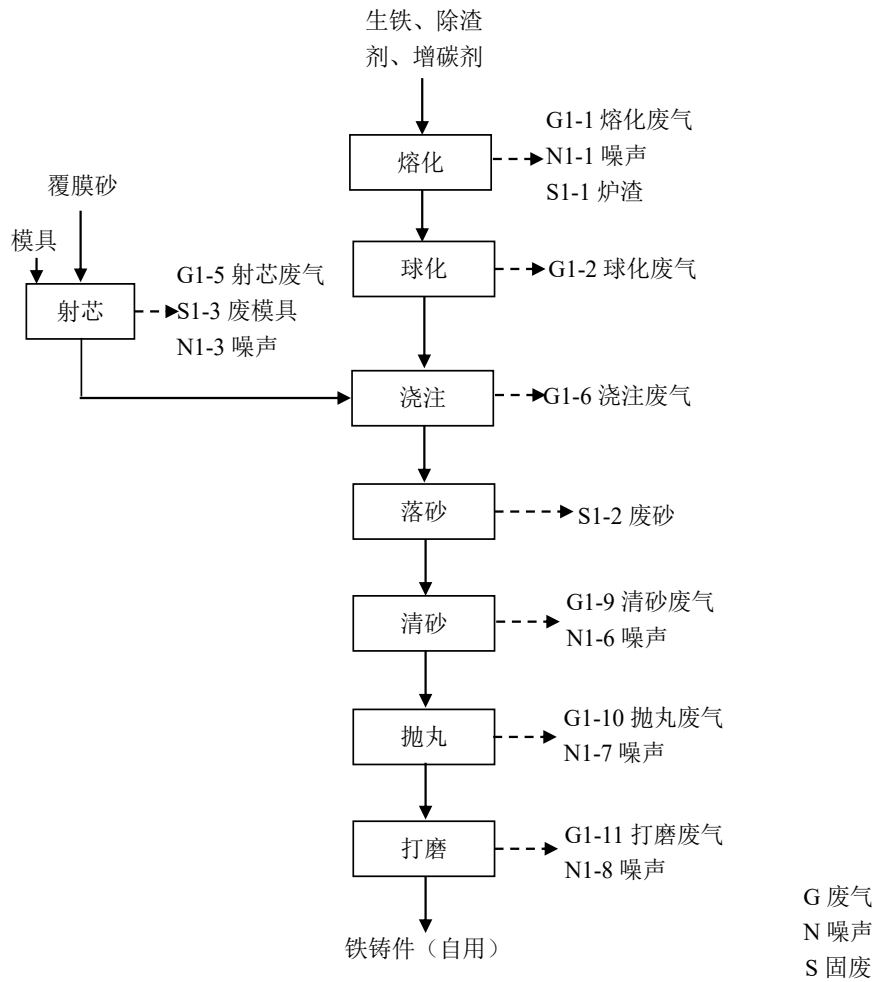 生铁、除渣
剂、增碳剂
G1-1 熔化废气
熔化
N1-1 噪声
S1-1 炉渣
覆膜砂
模具
G1-5 射芯废气
球化
G1-2 球化废气
射芯
S1-3 废模具
N1-3 噪声
浇注
G1-6 浇注废气
落砂
S1-2 废砂
G1-9 清砂废气
清砂
N1-6 噪声
G1-10 抛丸废气
抛丸
N1-7 噪声
G1-11 打磨废气
打磨
N1-8 噪声
铁铸件（自用）
G 废气
N 噪声
S 固废